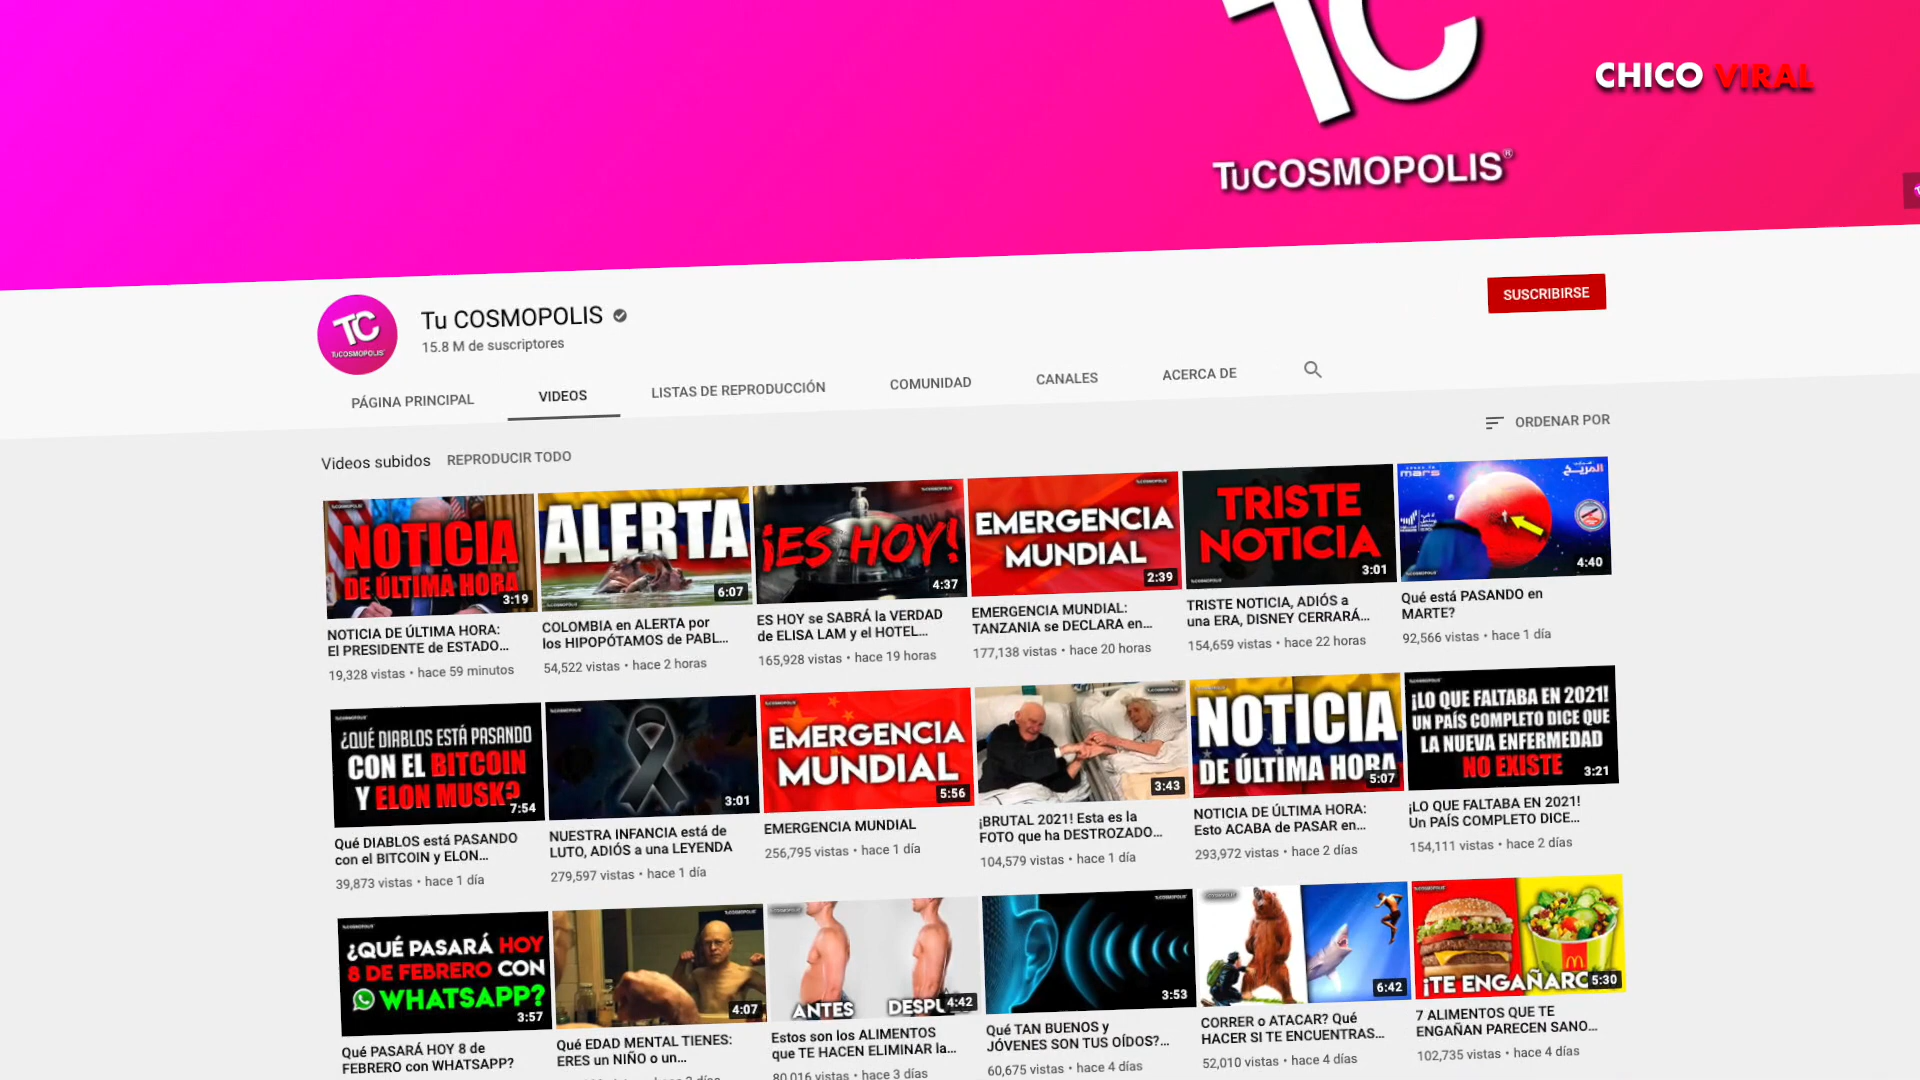 TC
CHICO VIRAL
TUCOSMOPOLIS®
TC
TUCOSMOPOLIS
Tu COSMOPOLIS
15.8 M de suscriptores
SUSCRIBIRSE
PÁGINA PRINCIPAL
VIDEOS
LISTAS DE REPRODUCCIÓN
COMUNIDAD
CANALES
ACERCA DE
ORDENAR POR
Videos subidos
REPRODUCIR TODO
NOTICIA
DE ÚLTIMA HORA
3:19
NOTICIA DE ÚLTIMA HORA:
El PRESIDENTE de ESTADO...
19,328 vistas • hace 59 minutos
ALERTA
6:07
COLOMBIA en ALERTA por
los HIPOPÓTAMOS de PABL...
54,522 vistas • hace 2 horas
¡ES HOY!
4:37
ES HOY se SABRÁ la VERDAD
de ELISA LAM y el HOTEL...
165,928 vistas • hace 19 horas
EMERGENCIA
MUNDIAL
2:39
EMERGENCIA MUNDIAL:
TANZANIA se DECLARA en...
177,138 vistas • hace 20 horas
TRISTE
NOTICIA
3:01
TRISTE NOTICIA, ADIÓS a
una ERA, DISNEY CERRARÁ...
154,659 vistas • hace 22 horas
mars
المريخ
4:40
Qué está PASANDO en
MARTE?
92,566 vistas • hace 1 día
¿QUÉ DIABLOS ESTÁ PASANDO
CON EL BITCOIN
Y ELON MUSK?
7:54
Qué DIABLOS está PASANDO
con el BITCOIN y ELON...
39,873 vistas • hace 1 día
3:01
NUESTRA INFANCIA está de
LUTO, ADIÓS a una LEYENDA
279,597 vistas • hace 1 día
EMERGENCIA
MUNDIAL
5:56
EMERGENCIA MUNDIAL
256,795 vistas • hace 1 día
3:43
¡BRUTAL 2021! Esta es la
FOTO que ha DESTROZADO...
104,579 vistas • hace 1 día
NOTICIA
DE ÚLTIMA HORA
5:07
NOTICIA DE ÚLTIMA HORA:
Esto ACABA de PASAR en...
293,972 vistas • hace 2 días
¡LO QUE FALTABA EN 2021!
UN PAÍS COMPLETO DICE QUE
LA NUEVA ENFERMEDAD
NO EXISTE
3:21
¡LO QUE FALTABA EN 2021!
Un PAÍS COMPLETO DICE...
154,111 vistas • hace 2 días
¿QUÉ PASARÁ HOY
8 DE FEBRERO CON
WHATSAPP?
3:57
Qué PASARÁ HOY 8 de
FEBRERO con WHATSAPP?
4:07
Qué EDAD MENTAL TIENES:
ERES un NIÑO o un...
ANTES
DESPU
4:42
Estos son los ALIMENTOS
que TE HACEN ELIMINAR la...
80,016 vistas • hace 3 días
3:53
Qué TAN BUENOS y
JÓVENES SON TUS OÍDOS?...
60,675 vistas • hace 4 días
6:42
CORRER o ATACAR? Qué
HACER SI TE ENCUENTRAS...
52,010 vistas • hace 4 días
¡TE ENGAÑARO
5:30
7 ALIMENTOS QUE TE
ENGAÑAN PARECEN SANO...
102,735 vistas • hace 4 días